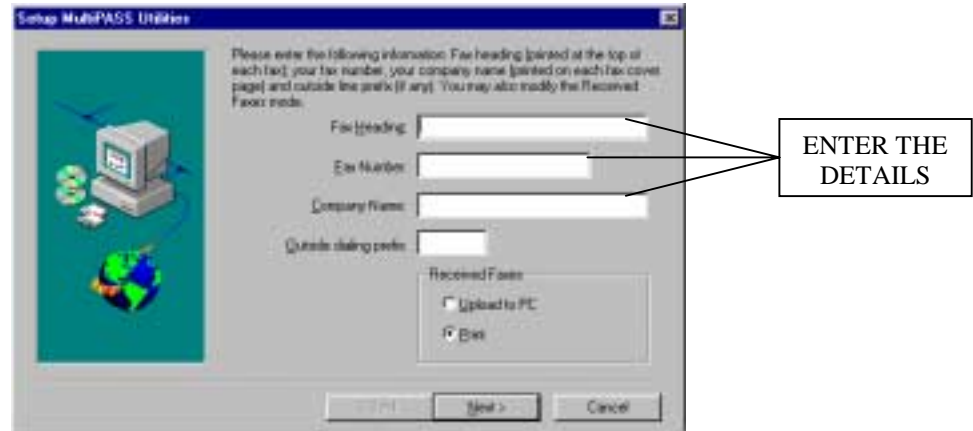 Setup MultiPASS Utilities
Please enter the following information: Fax heading (printed at the top of
each fax); your fax number, your company name (printed on each fax cover
page) and outside line prefix (if any). You may also modify the Received
Faxes mode.
Fax Heading:
Fax Number:
Company Name:
Outside dialing prefix:
Received Faxes
Upload to PC
Print
Next >
Cancel
ENTER THE
DETAILS